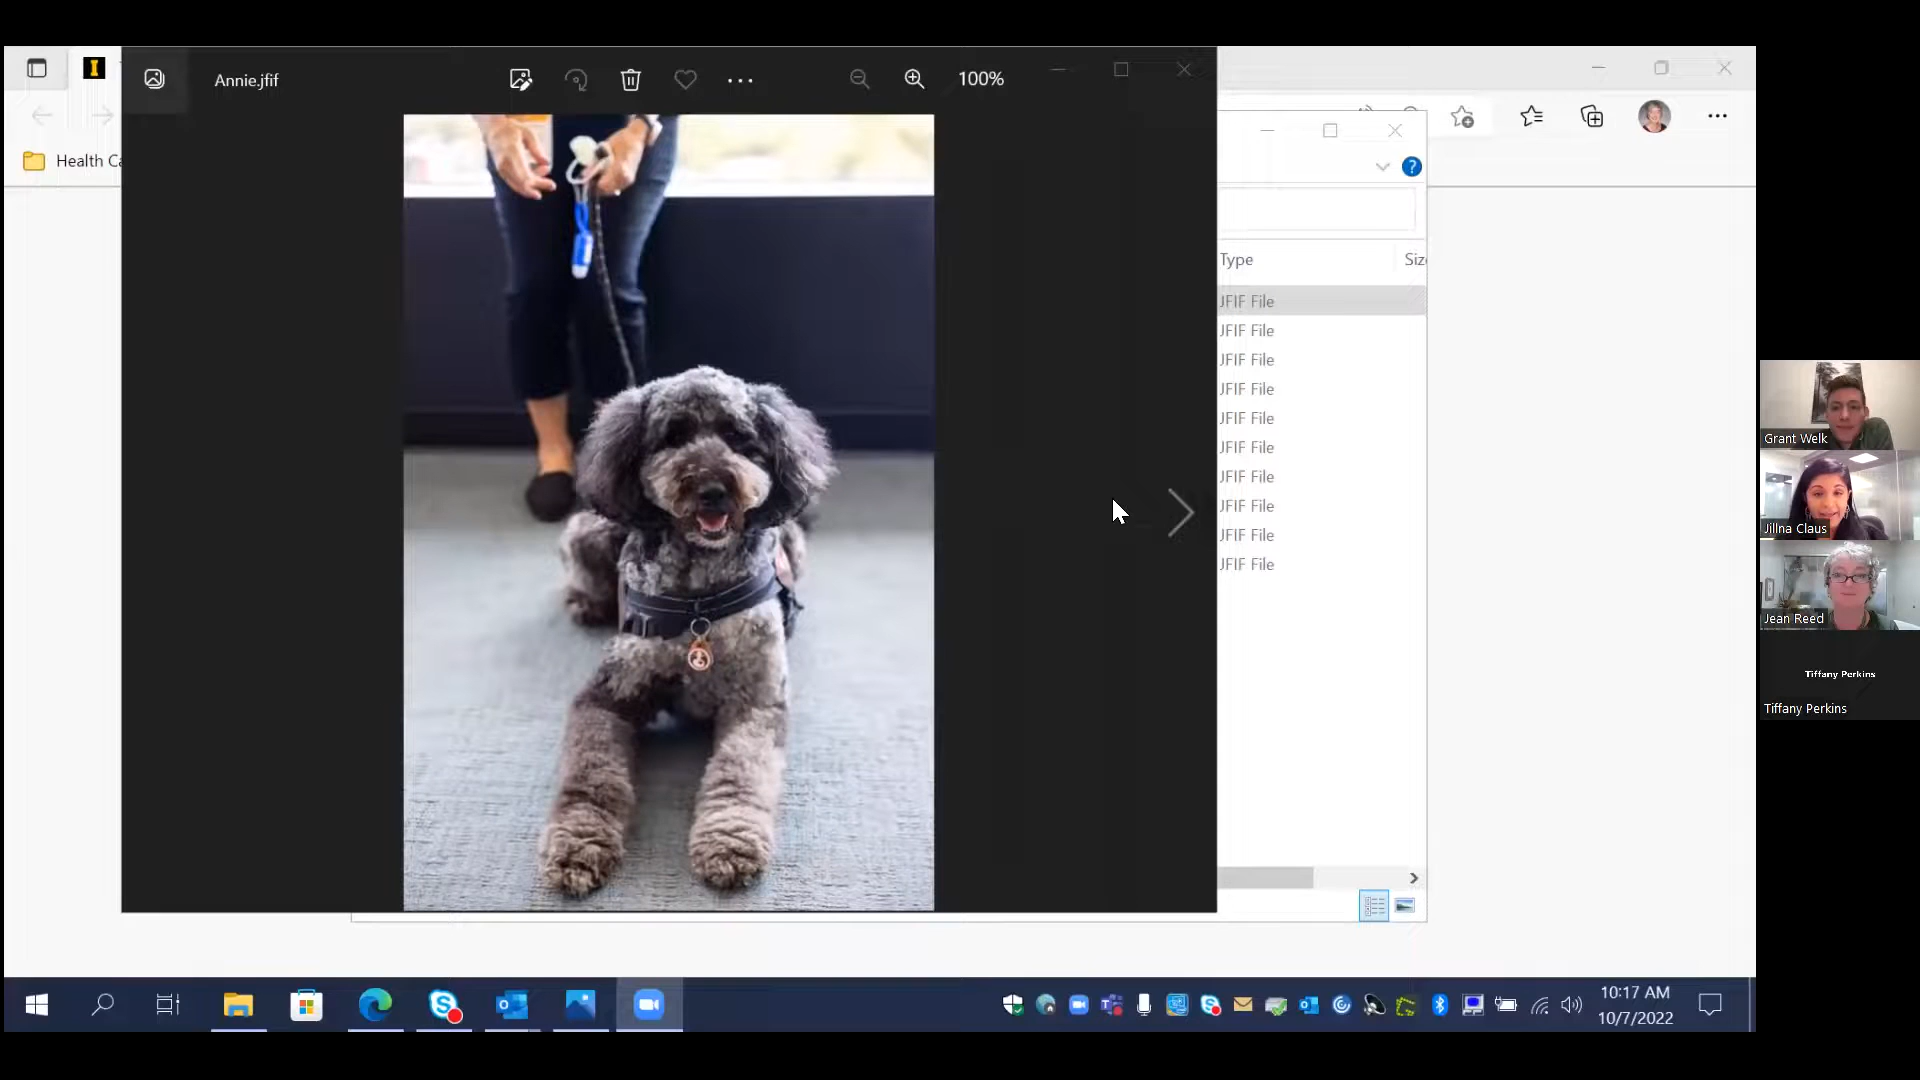 Annie.jfif
100%
Health Ca
Type
Siz
JFIF File
JFIF File
JFIF File
JFIF File
JFIF File
JFIF File
JFIF File
JFIF File
JFIF File
JFIF File
Grant Welk
Jillna Claus
Jean Reed
Tiffany Perkins
Tiffany Perkins
10:17 AM
10/7/2022